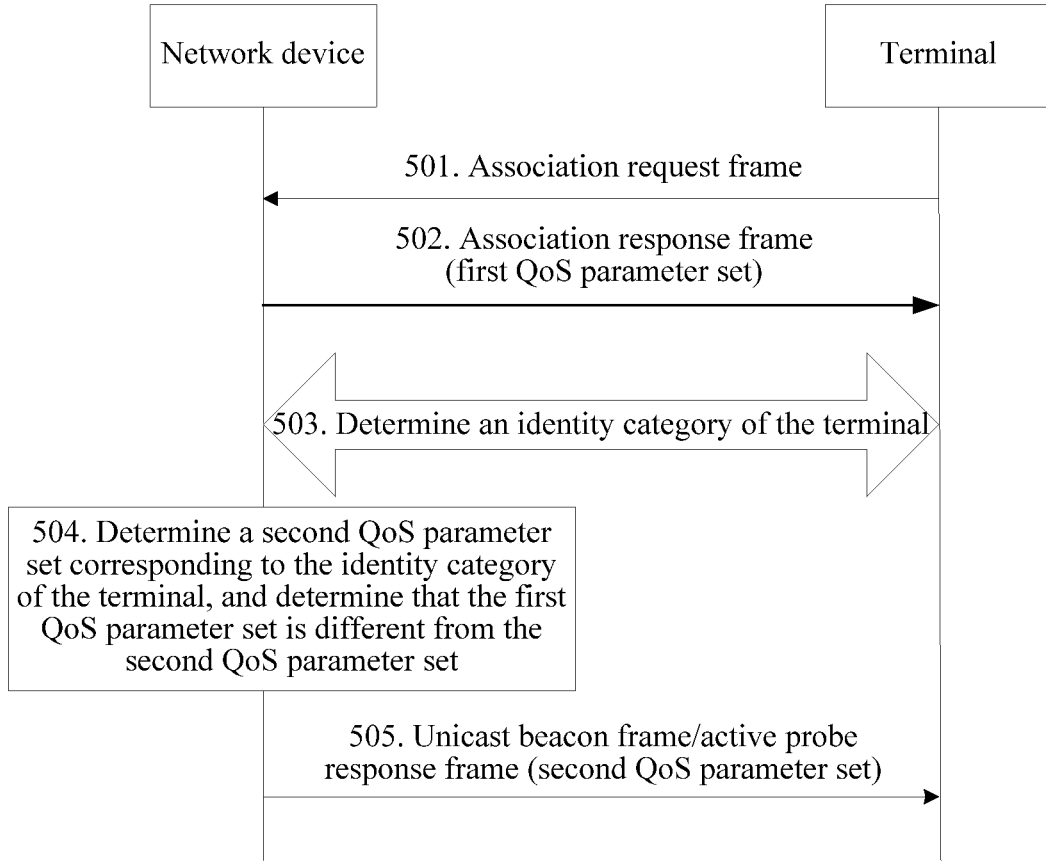 Network device
Terminal
501. Association request frame
502. Association response frame
(first QoS parameter set)
503. Determine an identity category of the terminal
504. Determine a second QoS parameter
set corresponding to the identity category
of the terminal, and determine that the first
QoS parameter set is different from the
second QoS parameter set
505. Unicast beacon frame/active probe
response frame (second QoS parameter set)